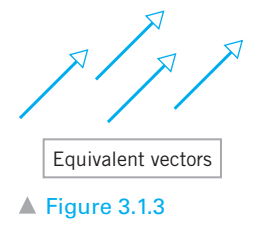 Equivalent vectors
▲ Figure 3.1.3